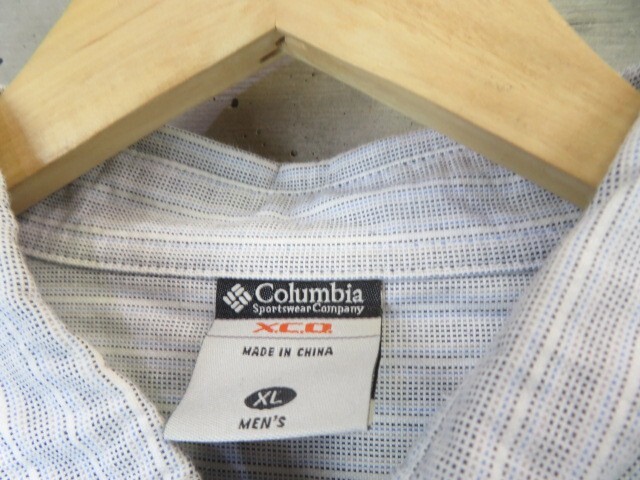 Columbia
Sportswear Company
X.C.O.
MADE IN CHINA
XL
MEN'S